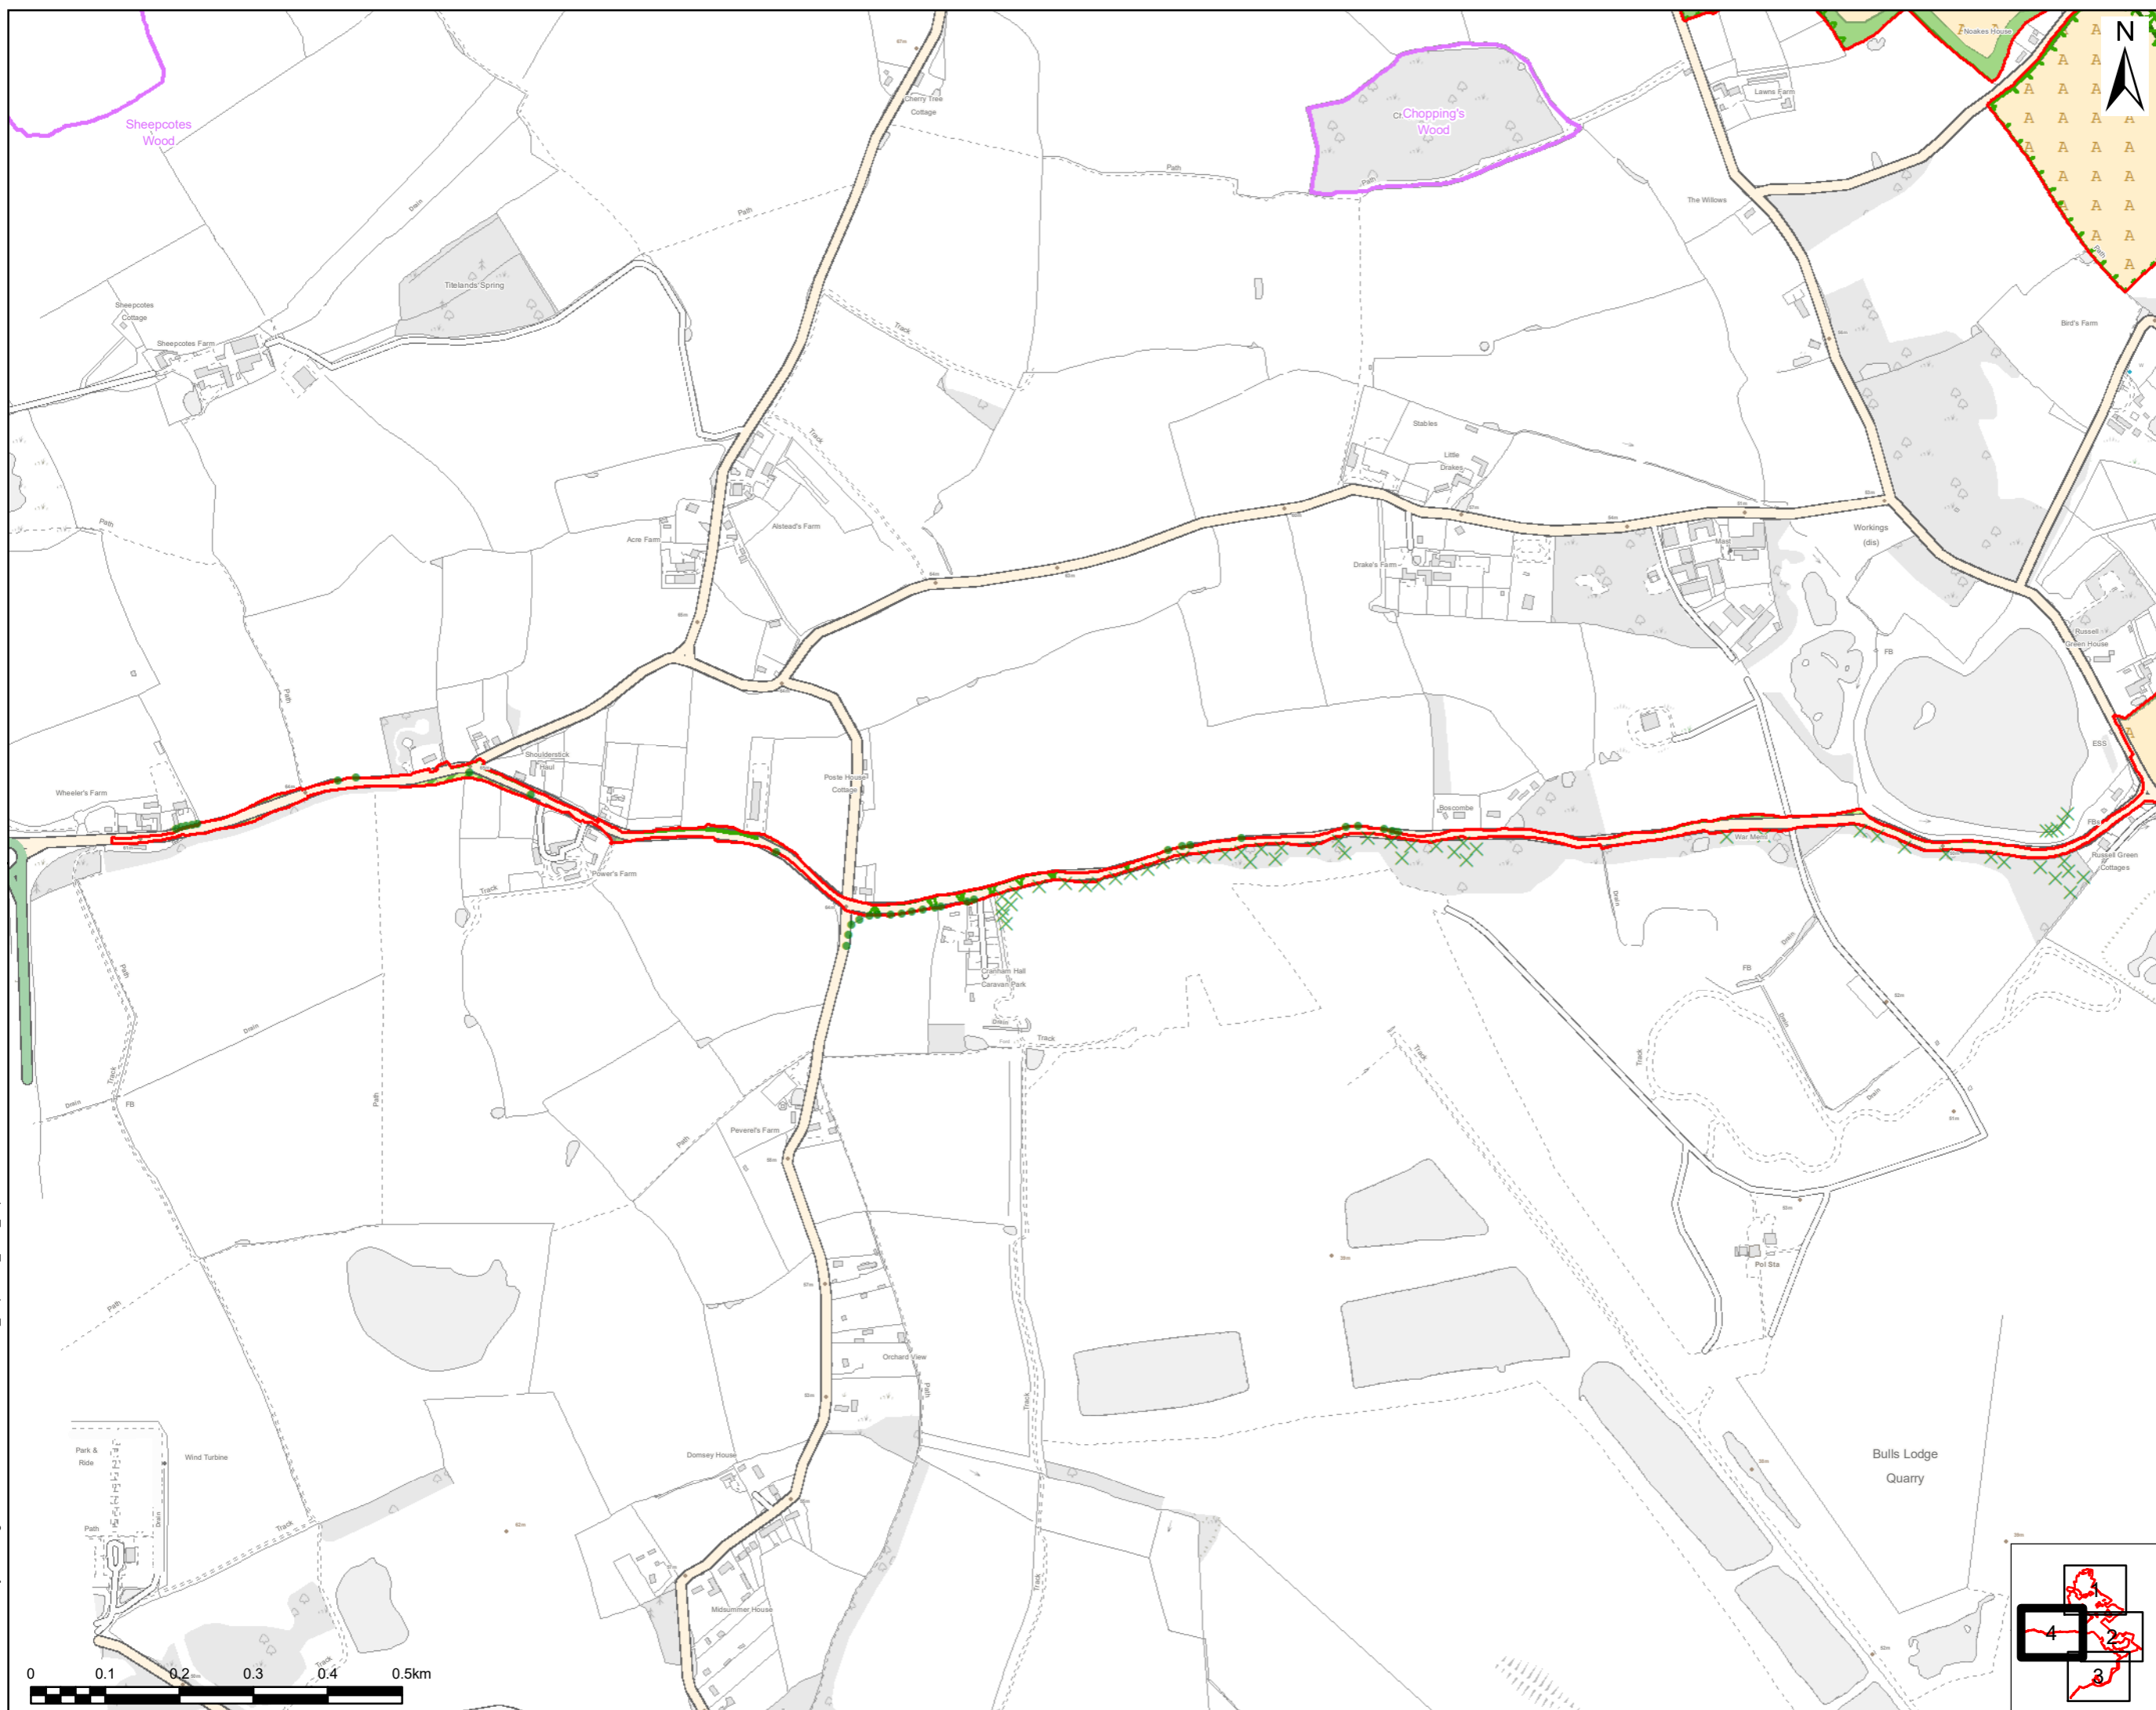 Noakes House
N
Cherry Tree
Cottage
Lawns Farm
Chopping's
Wood
Sheepcotes
Wood
Path
Path
Path
The Willows
Drain
Path
Titelands Spring
Sheepcotes
Cottage
Bird's Farm
Sheepcotes Farm
Track
Stables
Track
Little
Drakes
Path
Alstead's Farm
Acre Farm
Mast
Workings
(dis)
Drake's Farm
Russell
Green House
FB
Path
ESS
Shoulderstick
Haul
Poste House
Cottage
Wheeler's Farm
Boscombe
War Meml
FBs
Russell Green
Cottages
Power's Farm
Track
Drain
Cranham Hall
Caravan Park
Path
Drain
FB
Drain
Drain
Track
Drain
Track
Track
Track
Path
Drain
FB
Drain
Peverel's Farm
Path
Pol Sta
Path
Orchard View
Path
Track
Park &
Ride
Wind Turbine
Domsey House
Bulls Lodge
Quarry
Drain
Path
Track
Track
Midsummer House
Track
0 0.1 0.2 0.3 0.4 0.5km
1
4
2
3